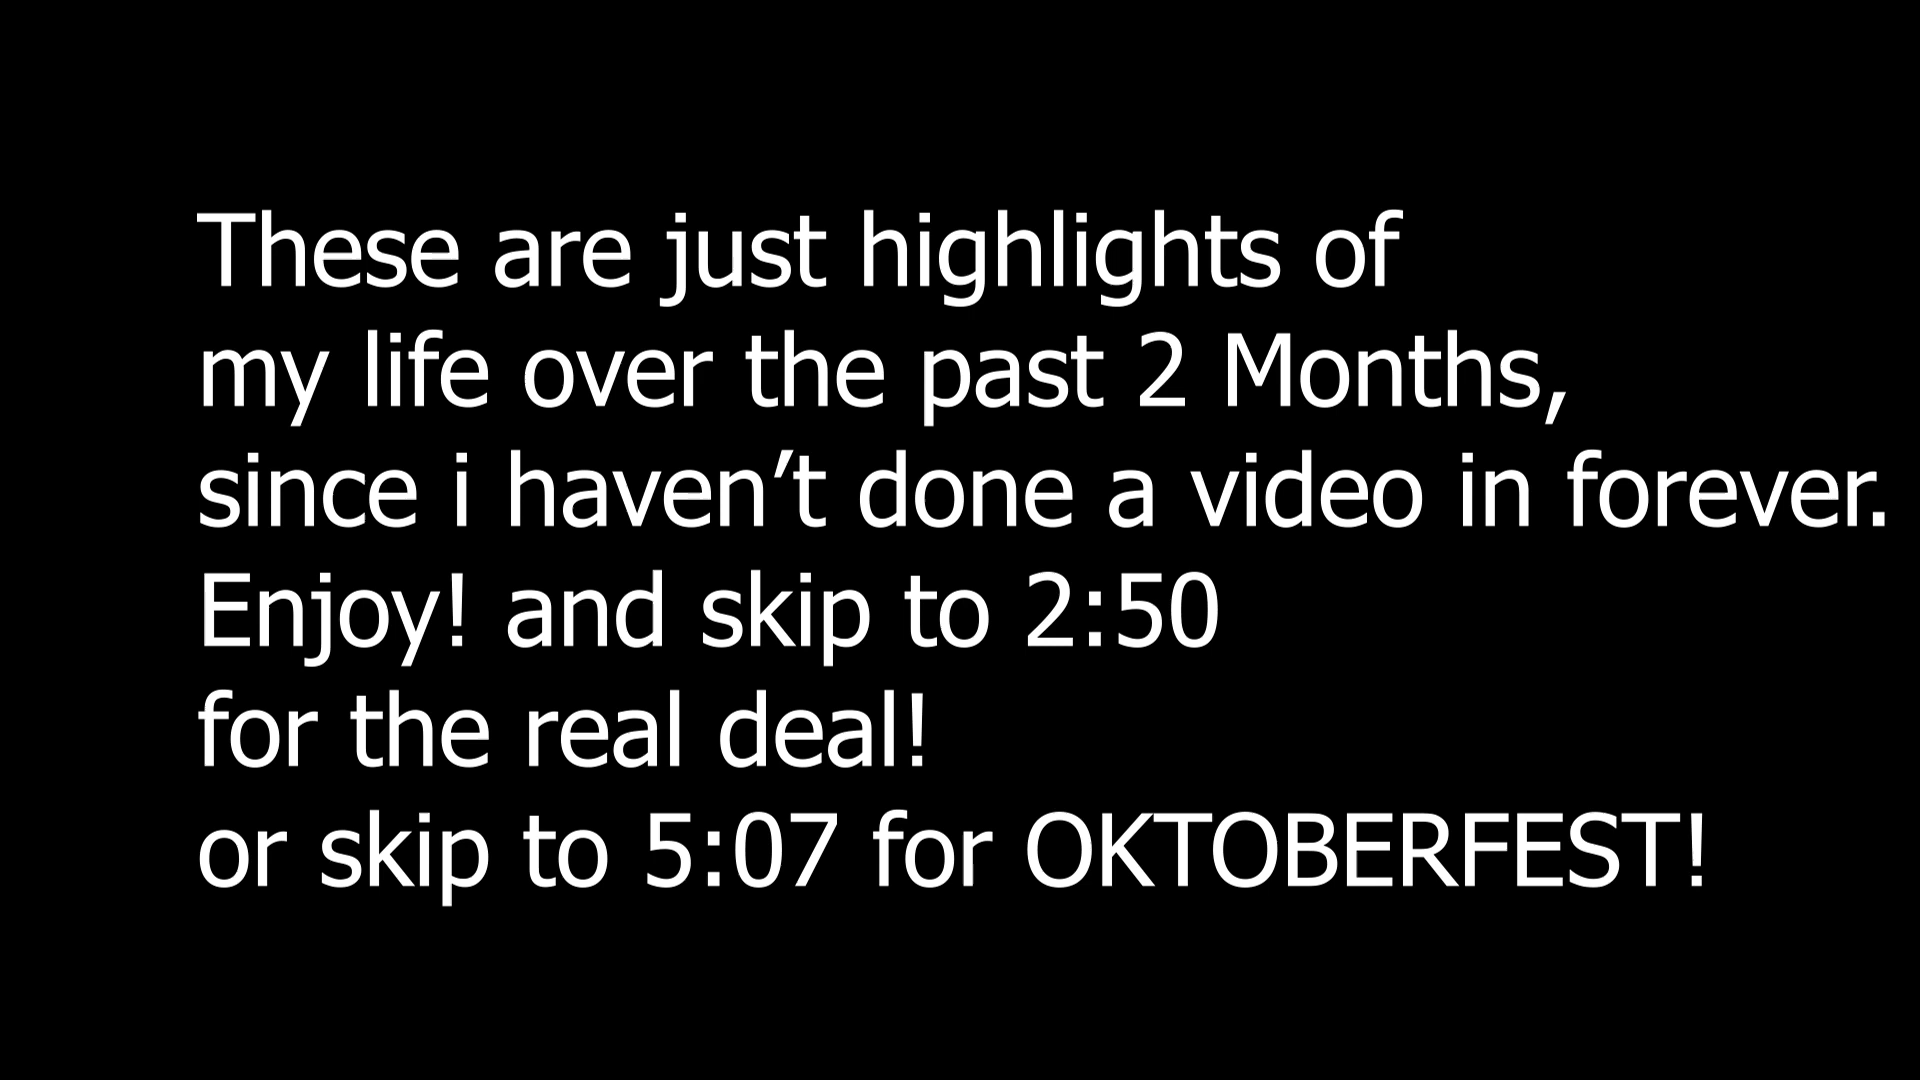 These are just highlights of
my life over the past 2 Months,
since i haven’t done a video in forever.
Enjoy! and skip to 2:50
for the real deal!
or skip to 5:07 for OKTOBERFEST!